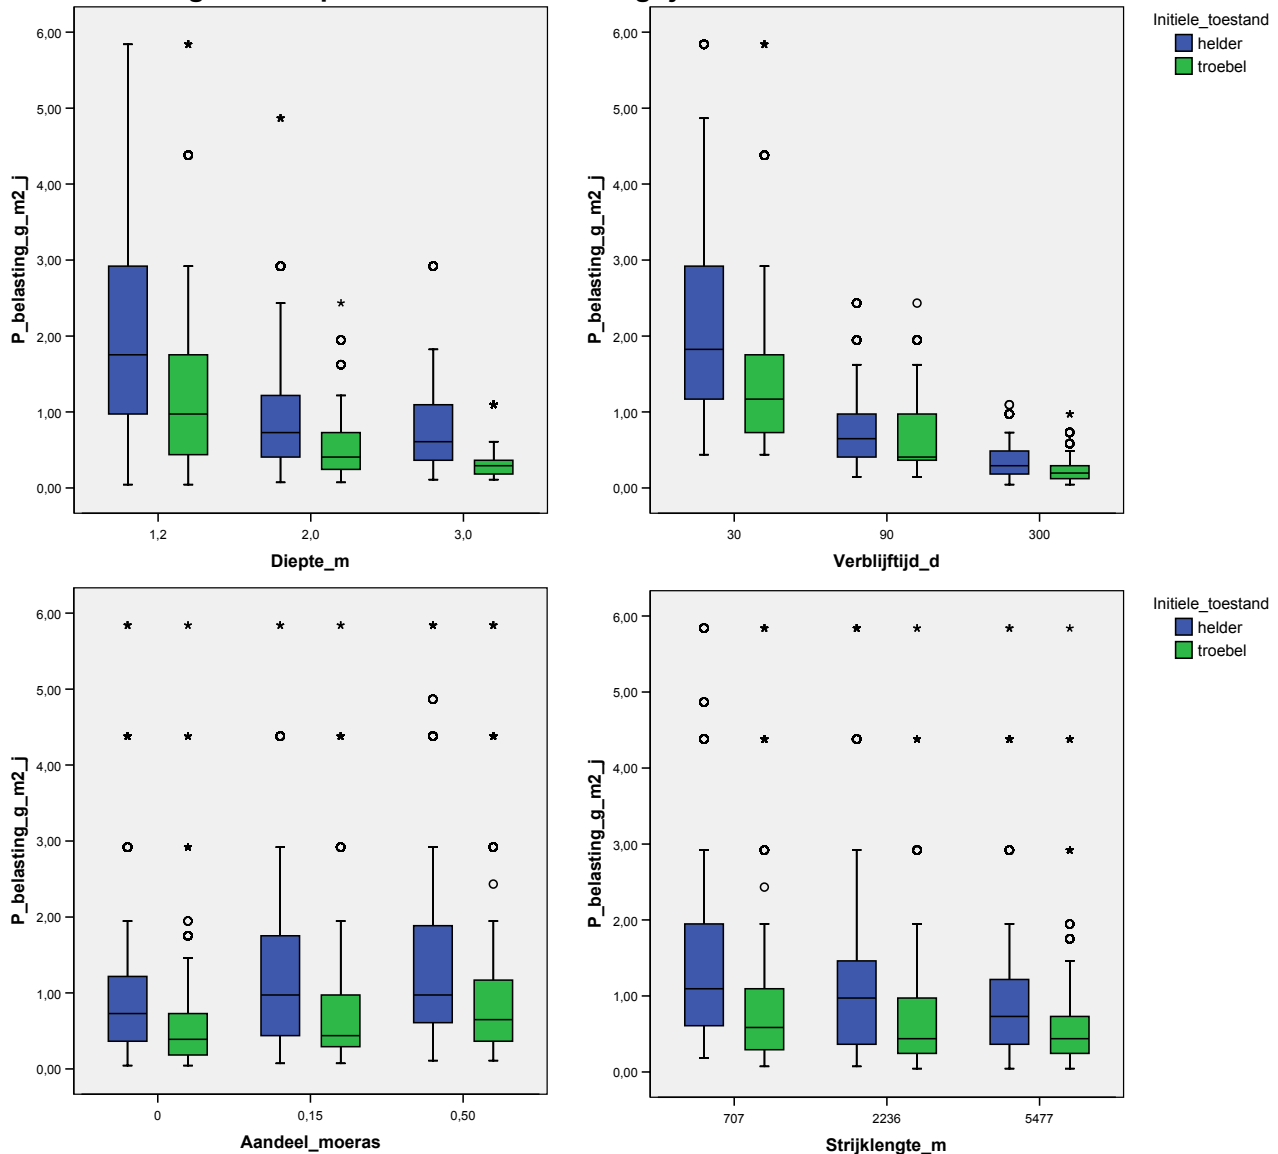 Initiele_toestand
helder
troebel
P_belasting_g_m2_j
6,00
5,00
4,00
3,00
2,00
1,00
0,00
1,2 2,0 3,0
Diepte_m
P_belasting_g_m2_j
6,00
5,00
4,00
3,00
2,00
1,00
0,00
30 90 300
Verblijftijd_d
Initiele_toestand
helder
troebel
P_belasting_g_m2_j
6,00
5,00
4,00
3,00
2,00
1,00
0,00
0 0,15 0,50
Aandeel_moeras
P_belasting_g_m2_j
6,00
5,00
4,00
3,00
2,00
1,00
0,00
707 2236 5477
Strijklengte_m